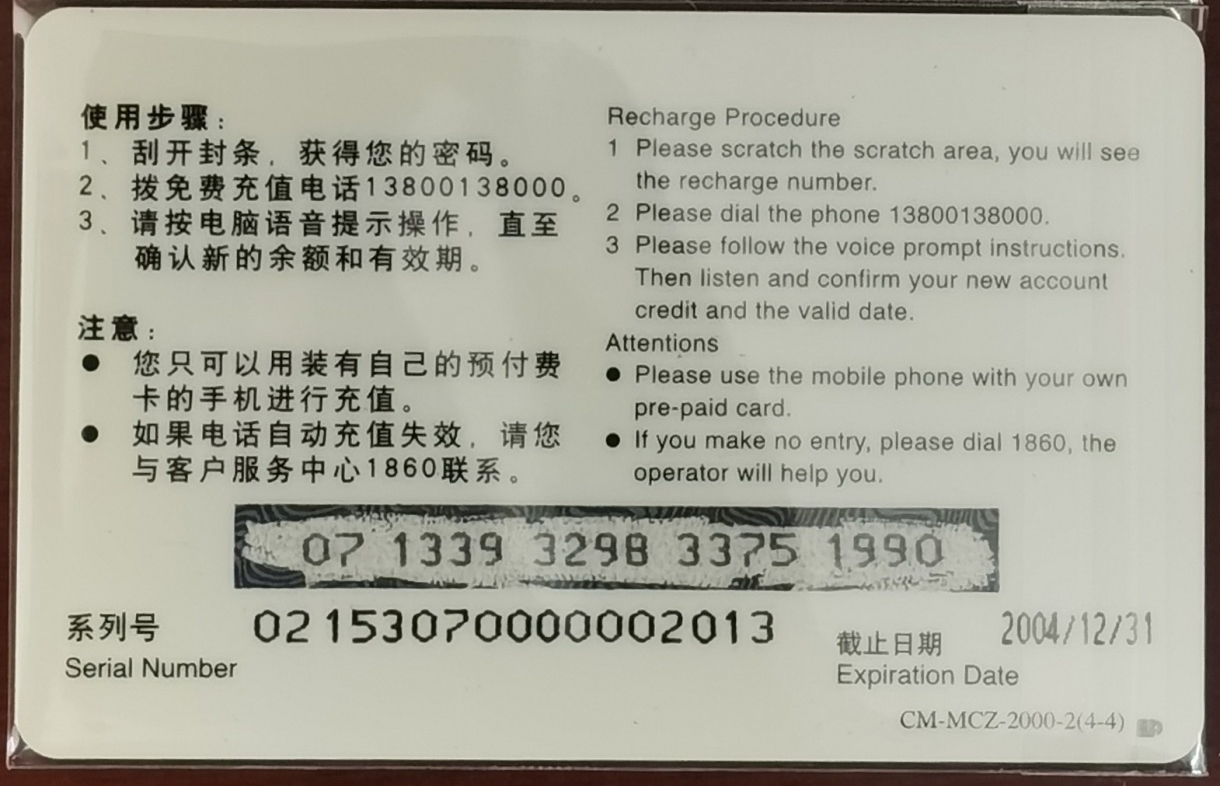 使用步骤：
1、刮开封条，获得您的密码。
2、拨免费充值电话13800138000。
3、请按电脑语音提示操作，直至
确认新的余额和有效期。
注意：
● 您只可以用装有自己的预付费
卡的手机进行充值。
● 如果电话自动充值失效，请您
与客户服务中心1860联系。
Recharge Procedure
1 Please scratch the scratch area, you will see
the recharge number.
2 Please dial the phone 13800138000.
3 Please follow the voice prompt instructions.
Then listen and confirm your new account
credit and the valid date.
Attentions
● Please use the mobile phone with your own
pre-paid card.
● If you make no entry, please dial 1860, the
operator will help you.
07 1339 3298 3375 1990
系列号 02153070000002013
Serial Number
截止日期 2004/12/31
Expiration Date
CM-MCZ-2000-2(4-4)